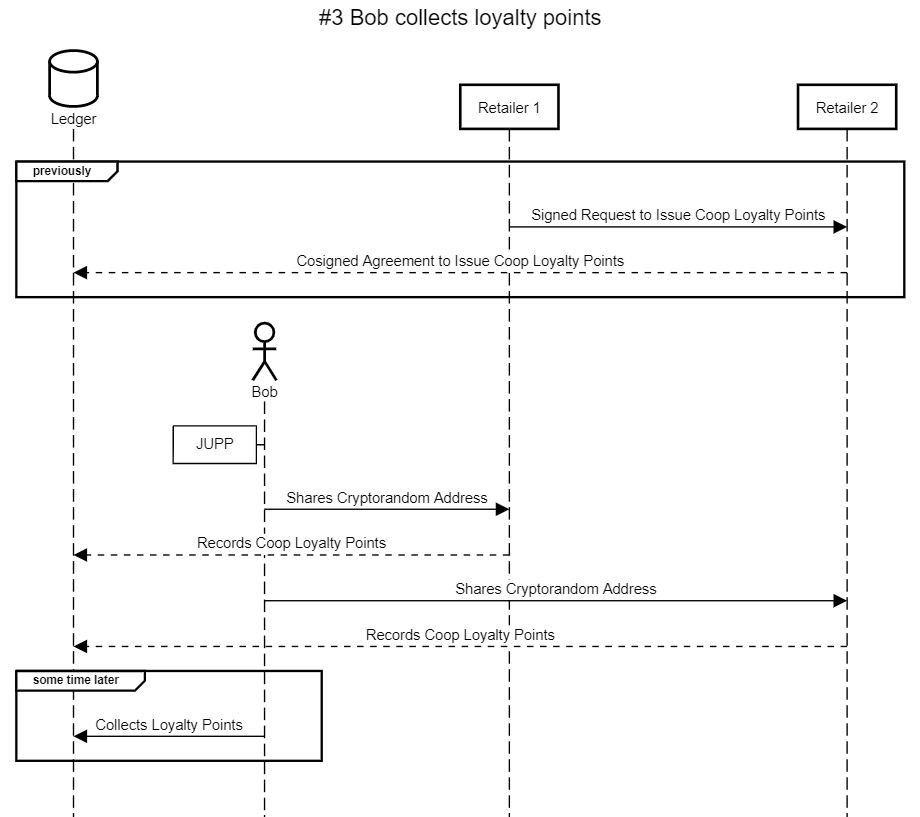 #3 Bob collects loyalty points
Ledger
Retailer 1
Retailer 2
previously
Signed Request to Issue Coop Loyalty Points
Cosigned Agreement to Issue Coop Loyalty Points
Bob
JUPP
Shares Cryptorandom Address
Records Coop Loyalty Points
Shares Cryptorandom Address
Records Coop Loyalty Points
some time later
Collects Loyalty Points